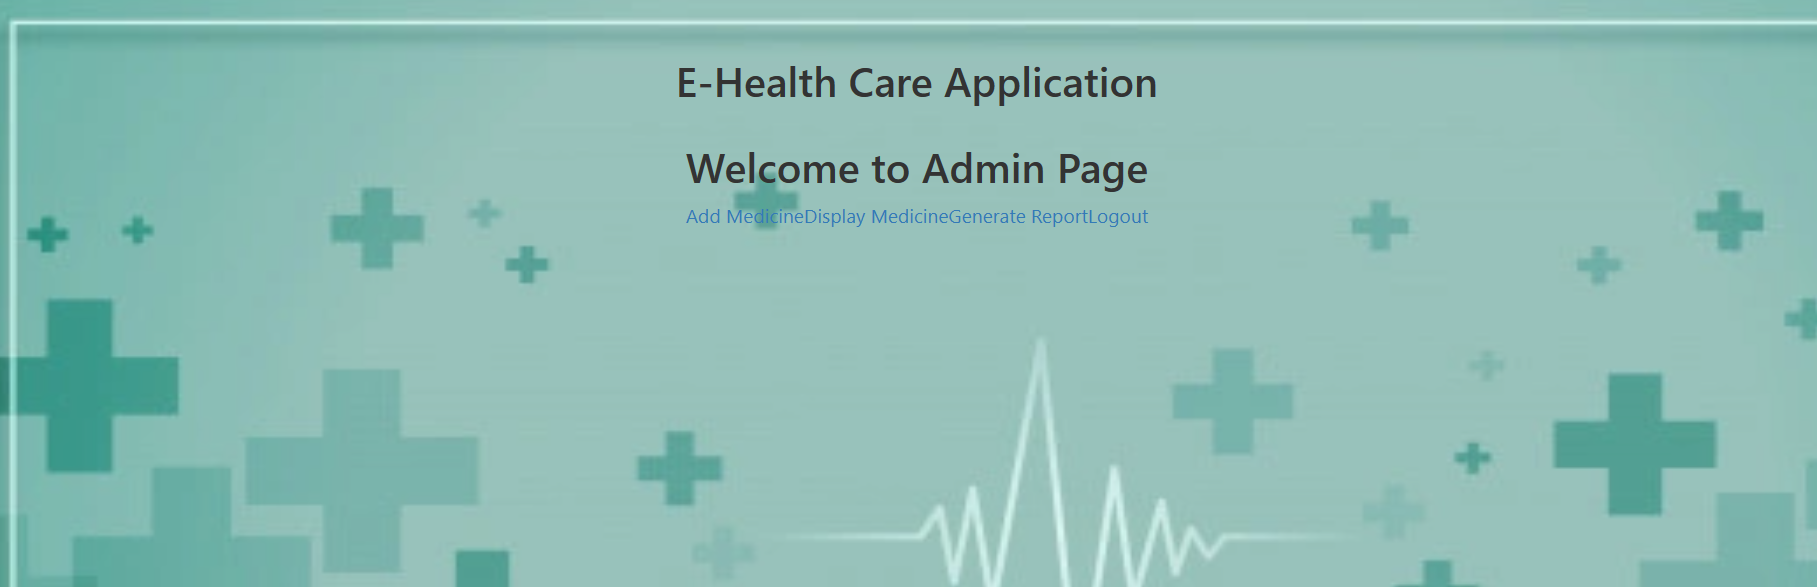 E-Health Care Application
Welcome to Admin Page
Add MedicineDisplay MedicineGenerate ReportLogout